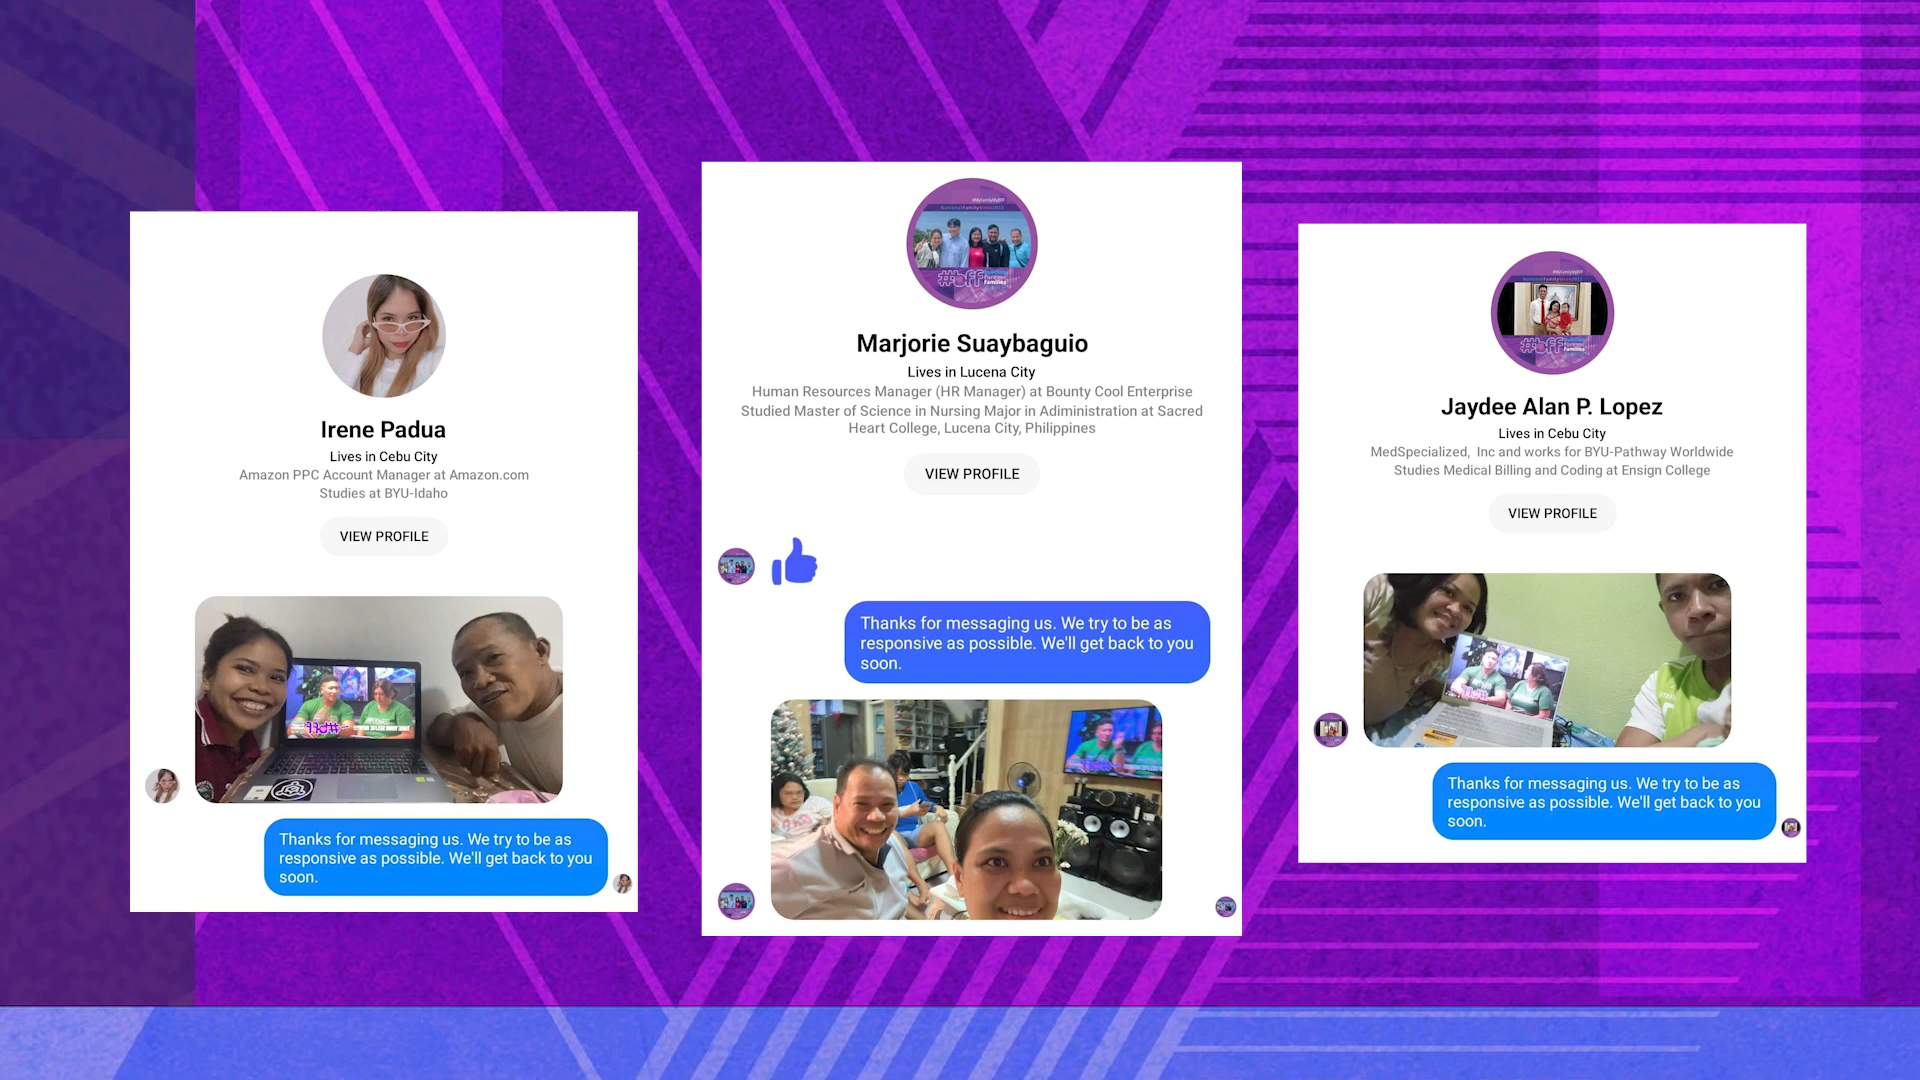 Irene Padua
Lives in Cebu City
Amazon PPC Account Manager at Amazon.com
Studies at BYU-Idaho
VIEW PROFILE
Thanks for messaging us. We try to be as
responsive as possible. We'll get back to you
soon.
#bff
Families
Marjorie Suaybaguio
Lives in Lucena City
Human Resources Manager (HR Manager) at Bounty Cool Enterprise
Studied Master of Science in Nursing Major in Adiministration at Sacred
Heart College, Lucena City, Philippines
VIEW PROFILE
Thanks for messaging us. We try to be as
responsive as possible. We'll get back to you
soon.
#bff
Jaydee Alan P. Lopez
Lives in Cebu City
MedSpecialized, Inc and works for BYU-Pathway Worldwide
Studies Medical Billing and Coding at Ensign College
VIEW PROFILE
Thanks for messaging us. We try to be as
responsive as possible. We'll get back to you
soon.